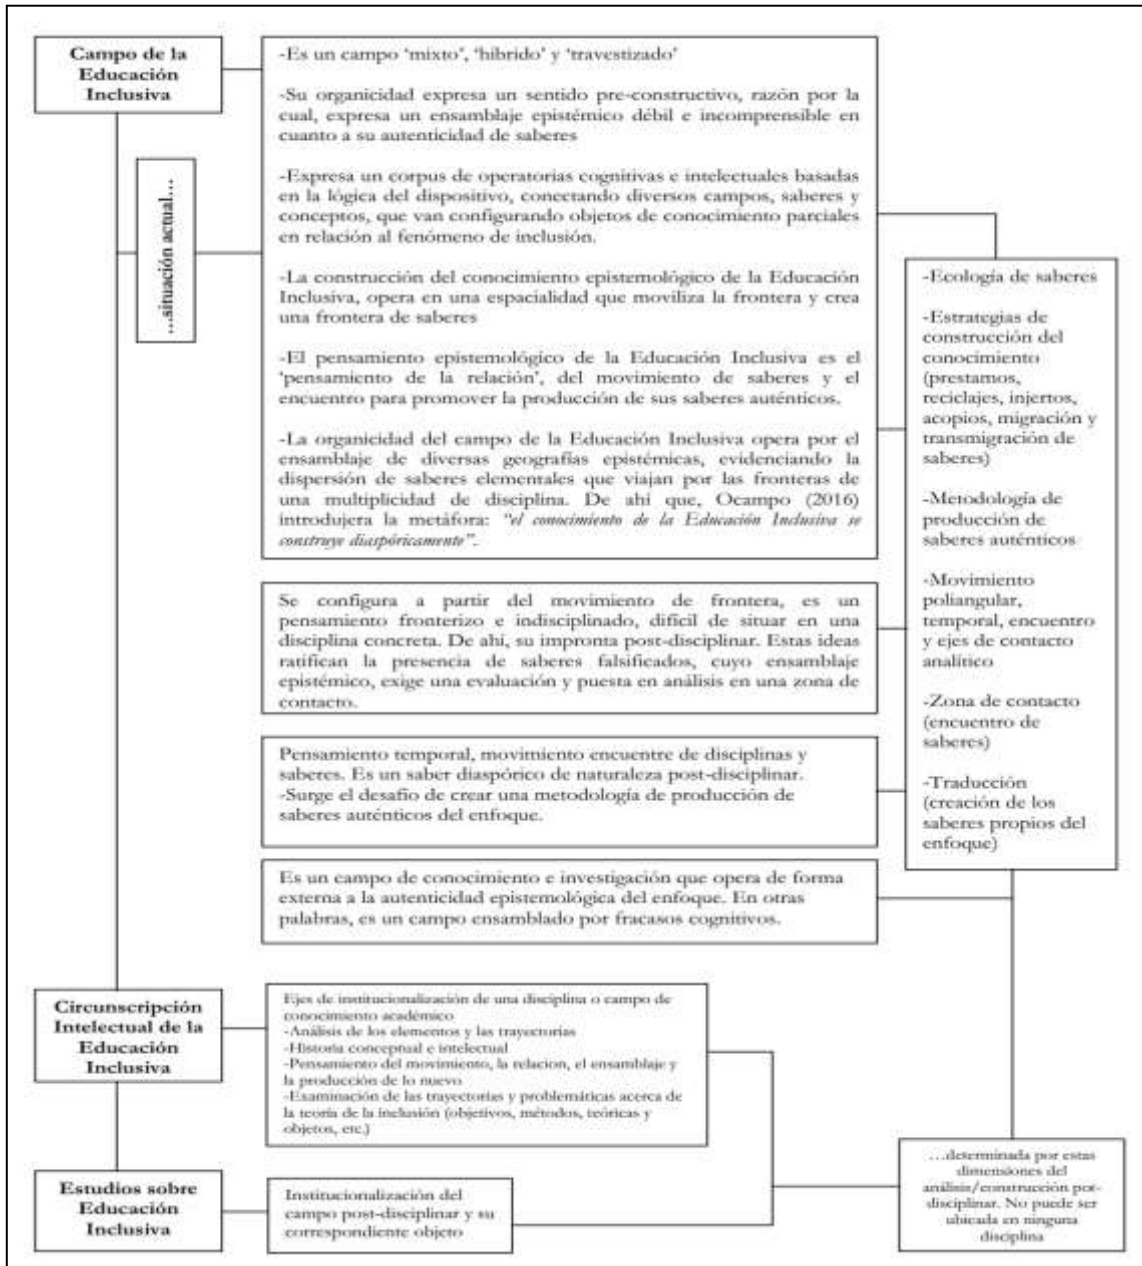 Campo de la
Educación
Inclusiva
…situación actual…
-Es un campo ‘mixto’, ‘híbrido’ y ‘travestizado’
-Su organicidad expresa un sentido pre-constructivo, razón por la
cual, expresa un ensamblaje epistémico débil e incomprensible en
cuanto a su autenticidad de saberes
-Expresa un corpus de operatorias cognitivas e intelectuales basadas
en la lógica del dispositivo, conectando diversos campos, saberes y
conceptos, que van configurando objetos de conocimiento parciales
en relación al fenómeno de inclusión.
-La construcción del conocimiento epistemológico de la Educación
Inclusiva, opera en una espacialidad que moviliza la frontera y crea
una frontera de saberes
-El pensamiento epistemológico de la Educación Inclusiva es el
‘pensamiento de la relación’, del movimiento de saberes y el
encuentro para promover la producción de sus saberes auténticos.
-La organicidad del campo de la Educación Inclusiva opera por el
ensamblaje de diversas geografías epistémicas, evidenciando la
dispersión de saberes elementales que viajan por las fronteras de
una multiplicidad de disciplina. De ahí que, Ocampo (2016)
introdujera la metáfora: “el conocimiento de la Educación Inclusiva se
construye diaspóricamente”.
Se configura a partir del movimiento de frontera, es un
pensamiento fronterizo e indisciplinado, difícil de situar en una
disciplina concreta. De ahí, su impronta post-disciplinar. Estas ideas
ratifican la presencia de saberes falsificados, cuyo ensamblaje
epistémico, exige una evaluación y puesta en análisis en una zona de
contacto.
Pensamiento temporal, movimiento encuentre de disciplinas y
saberes. Es un saber diaspórico de naturaleza post-disciplinar.
-Surge el desafío de crear una metodología de producción de
saberes auténticos del enfoque.
Es un campo de conocimiento e investigación que opera de forma
externa a la autenticidad epistemológica del enfoque. En otras
palabras, es un campo ensamblado por fracasos cognitivos.
-Ecología de saberes
-Estrategias de
construcción del
conocimiento
(prestamos,
reciclajes, injertos,
acopios, migración y
transmigración de
saberes)
-Metodología de
producción de
saberes auténticos
-Movimiento
poliangular,
temporal, encuentro
y ejes de contacto
analítico
-Zona de contacto
(encuentro de
saberes)
-Traducción
(creación de los
saberes propios del
enfoque)
Circunscripción
Intelectual de la
Educación
Inclusiva
Ejes de institucionalización de una disciplina o campo de
conocimiento académico
-Análisis de los elementos y las trayectorias
-Historia conceptual e intelectual
-Pensamiento del movimiento, la relacion, el ensamblaje y
la producción de lo nuevo
-Examinación de las trayectorias y problemáticas acerca de
la teoría de la inclusión (objetivos, métodos, teóricas y
objetos, etc.)
Estudios sobre
Educación
Inclusiva
Institucionalización del
campo post-disciplinar y su
correspondiente objeto
…determinada por estas
dimensiones del
análisis/construcción pot-
disciplinar. No puede ser
ubicada en ninguna
disciplina